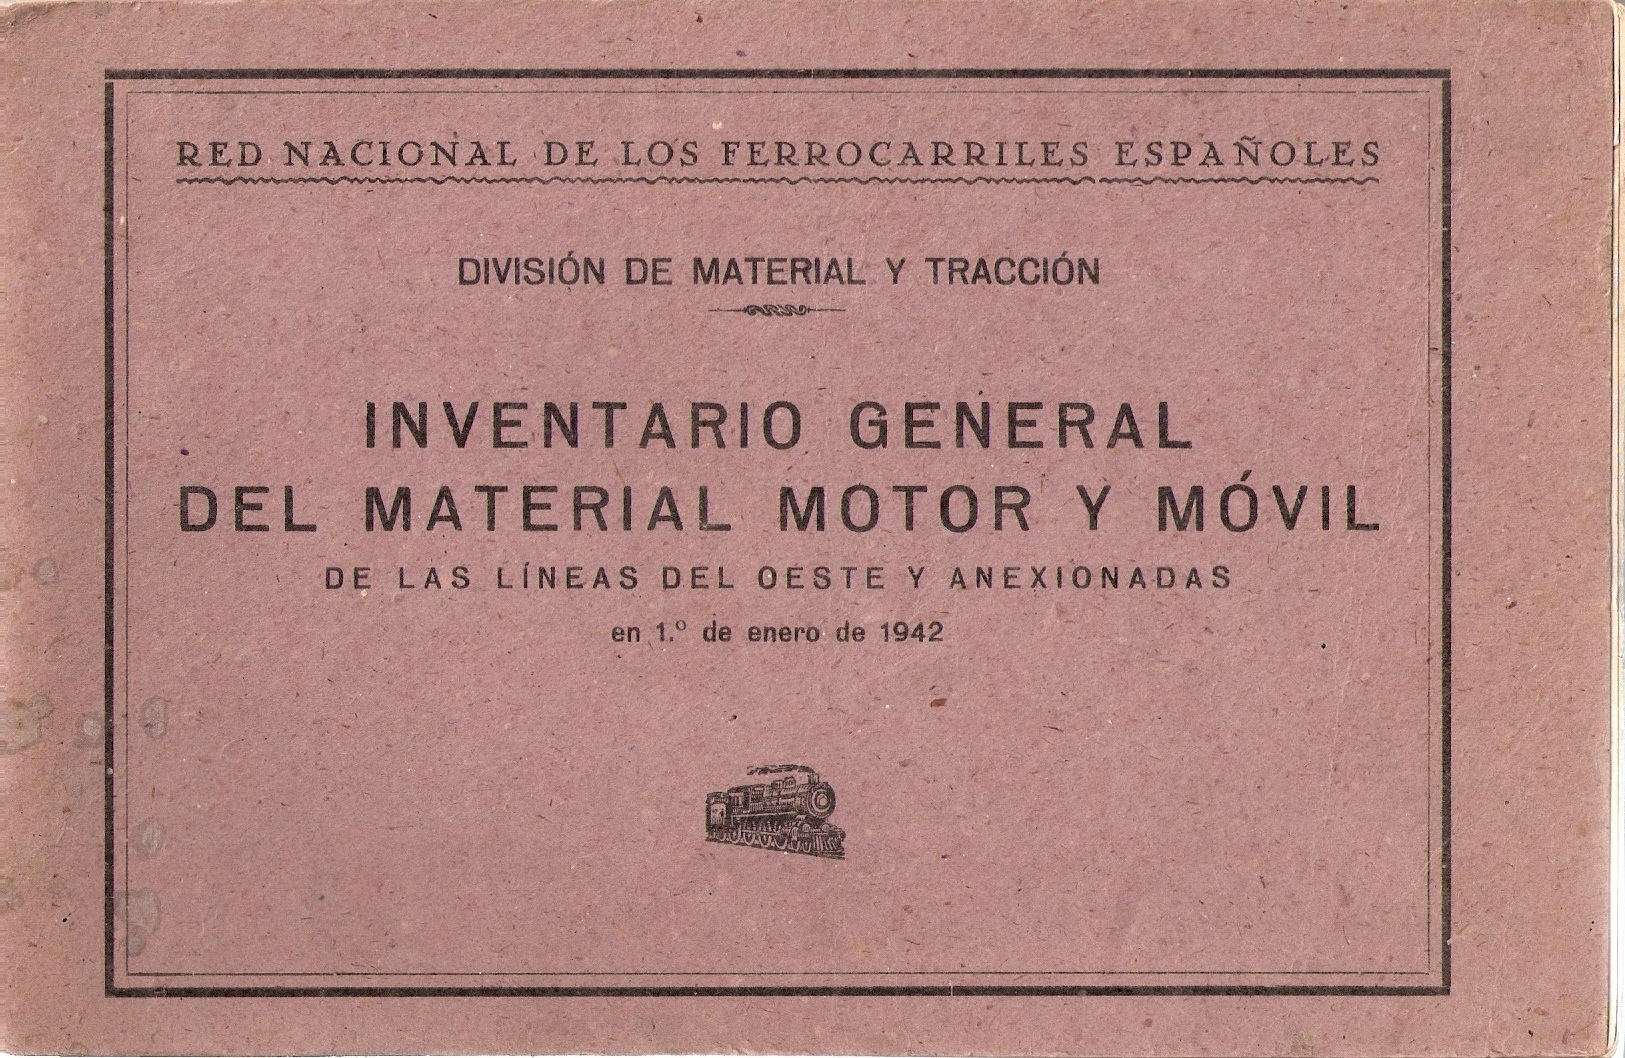 RED NACIONAL DE LOS FERROCARRILES ESPAÑOLES
DIVISIÓN DE MATERIAL Y TRACCIÓN
INVENTARIO GENERAL
DEL MATERIAL MOTOR Y MÓVIL
DE LAS LÍNEAS DEL OESTE Y ANEXIONADAS
en 1.º de enero de 1942